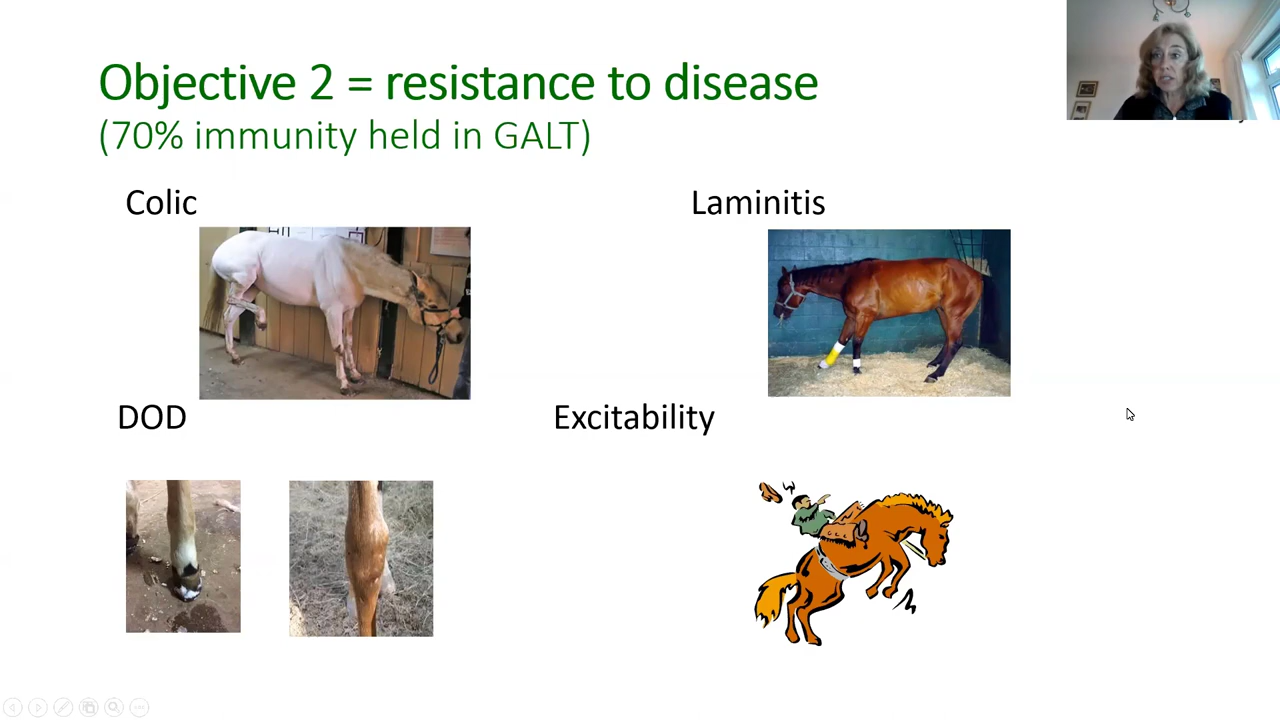 Objective 2 = resistance to disease
(70% immunity held in GALT)
Colic
Laminitis
DOD
Excitability